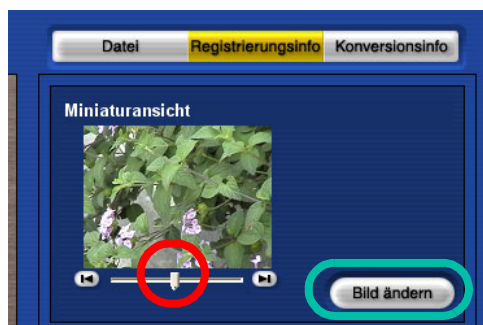 Datei Registrierungsinfo Konversionsinfo
Miniaturansicht
Bild ändern